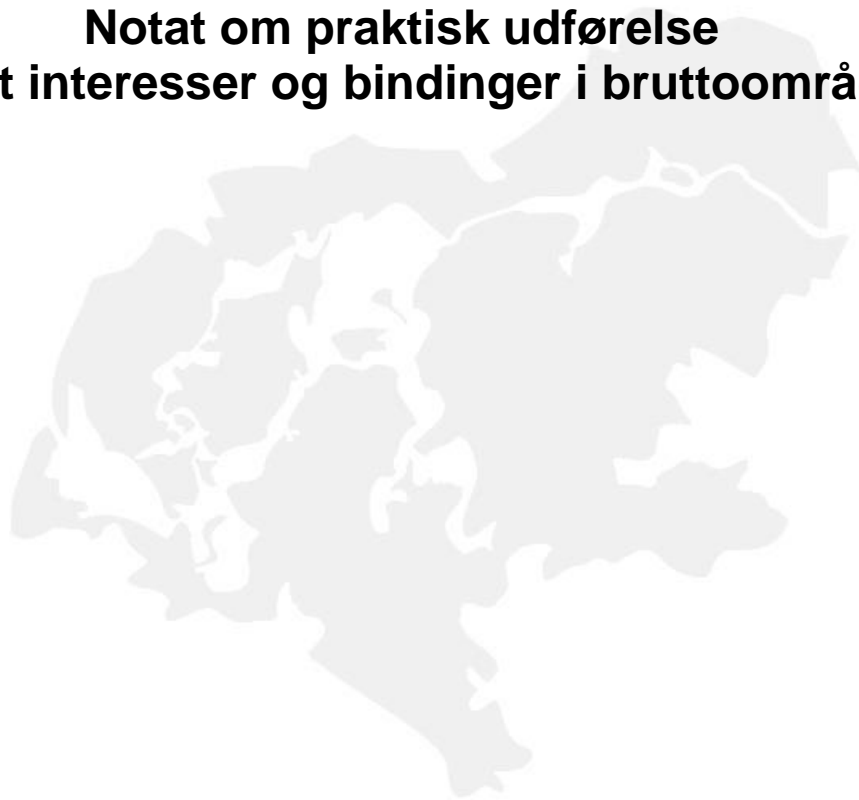 Notat om praktisk udførelse
t interesser og bindinger i bruttoområ